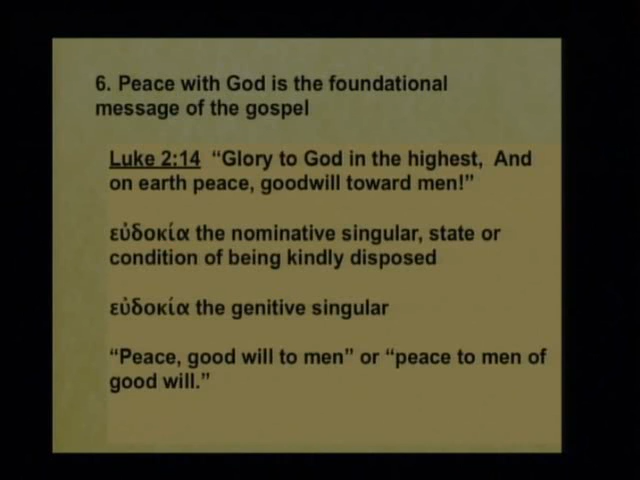 6. Peace with God is the foundational
message of the gospel
Luke 2:14 “Glory to God in the highest, And
on earth peace, goodwill toward men!”
εὐδοκία the nominative singular, state or
condition of being kindly disposed
εὐδοκία the genitive singular
“Peace, good will to men” or “peace to men of
good will.”